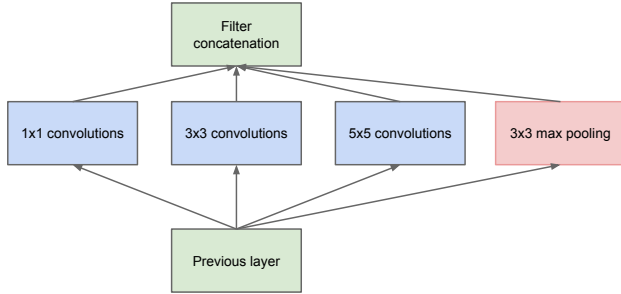 Filter
concatenation
1x1 convolutions
3x3 convolutions
5x5 convolutions
3x3 max pooling
Previous layer